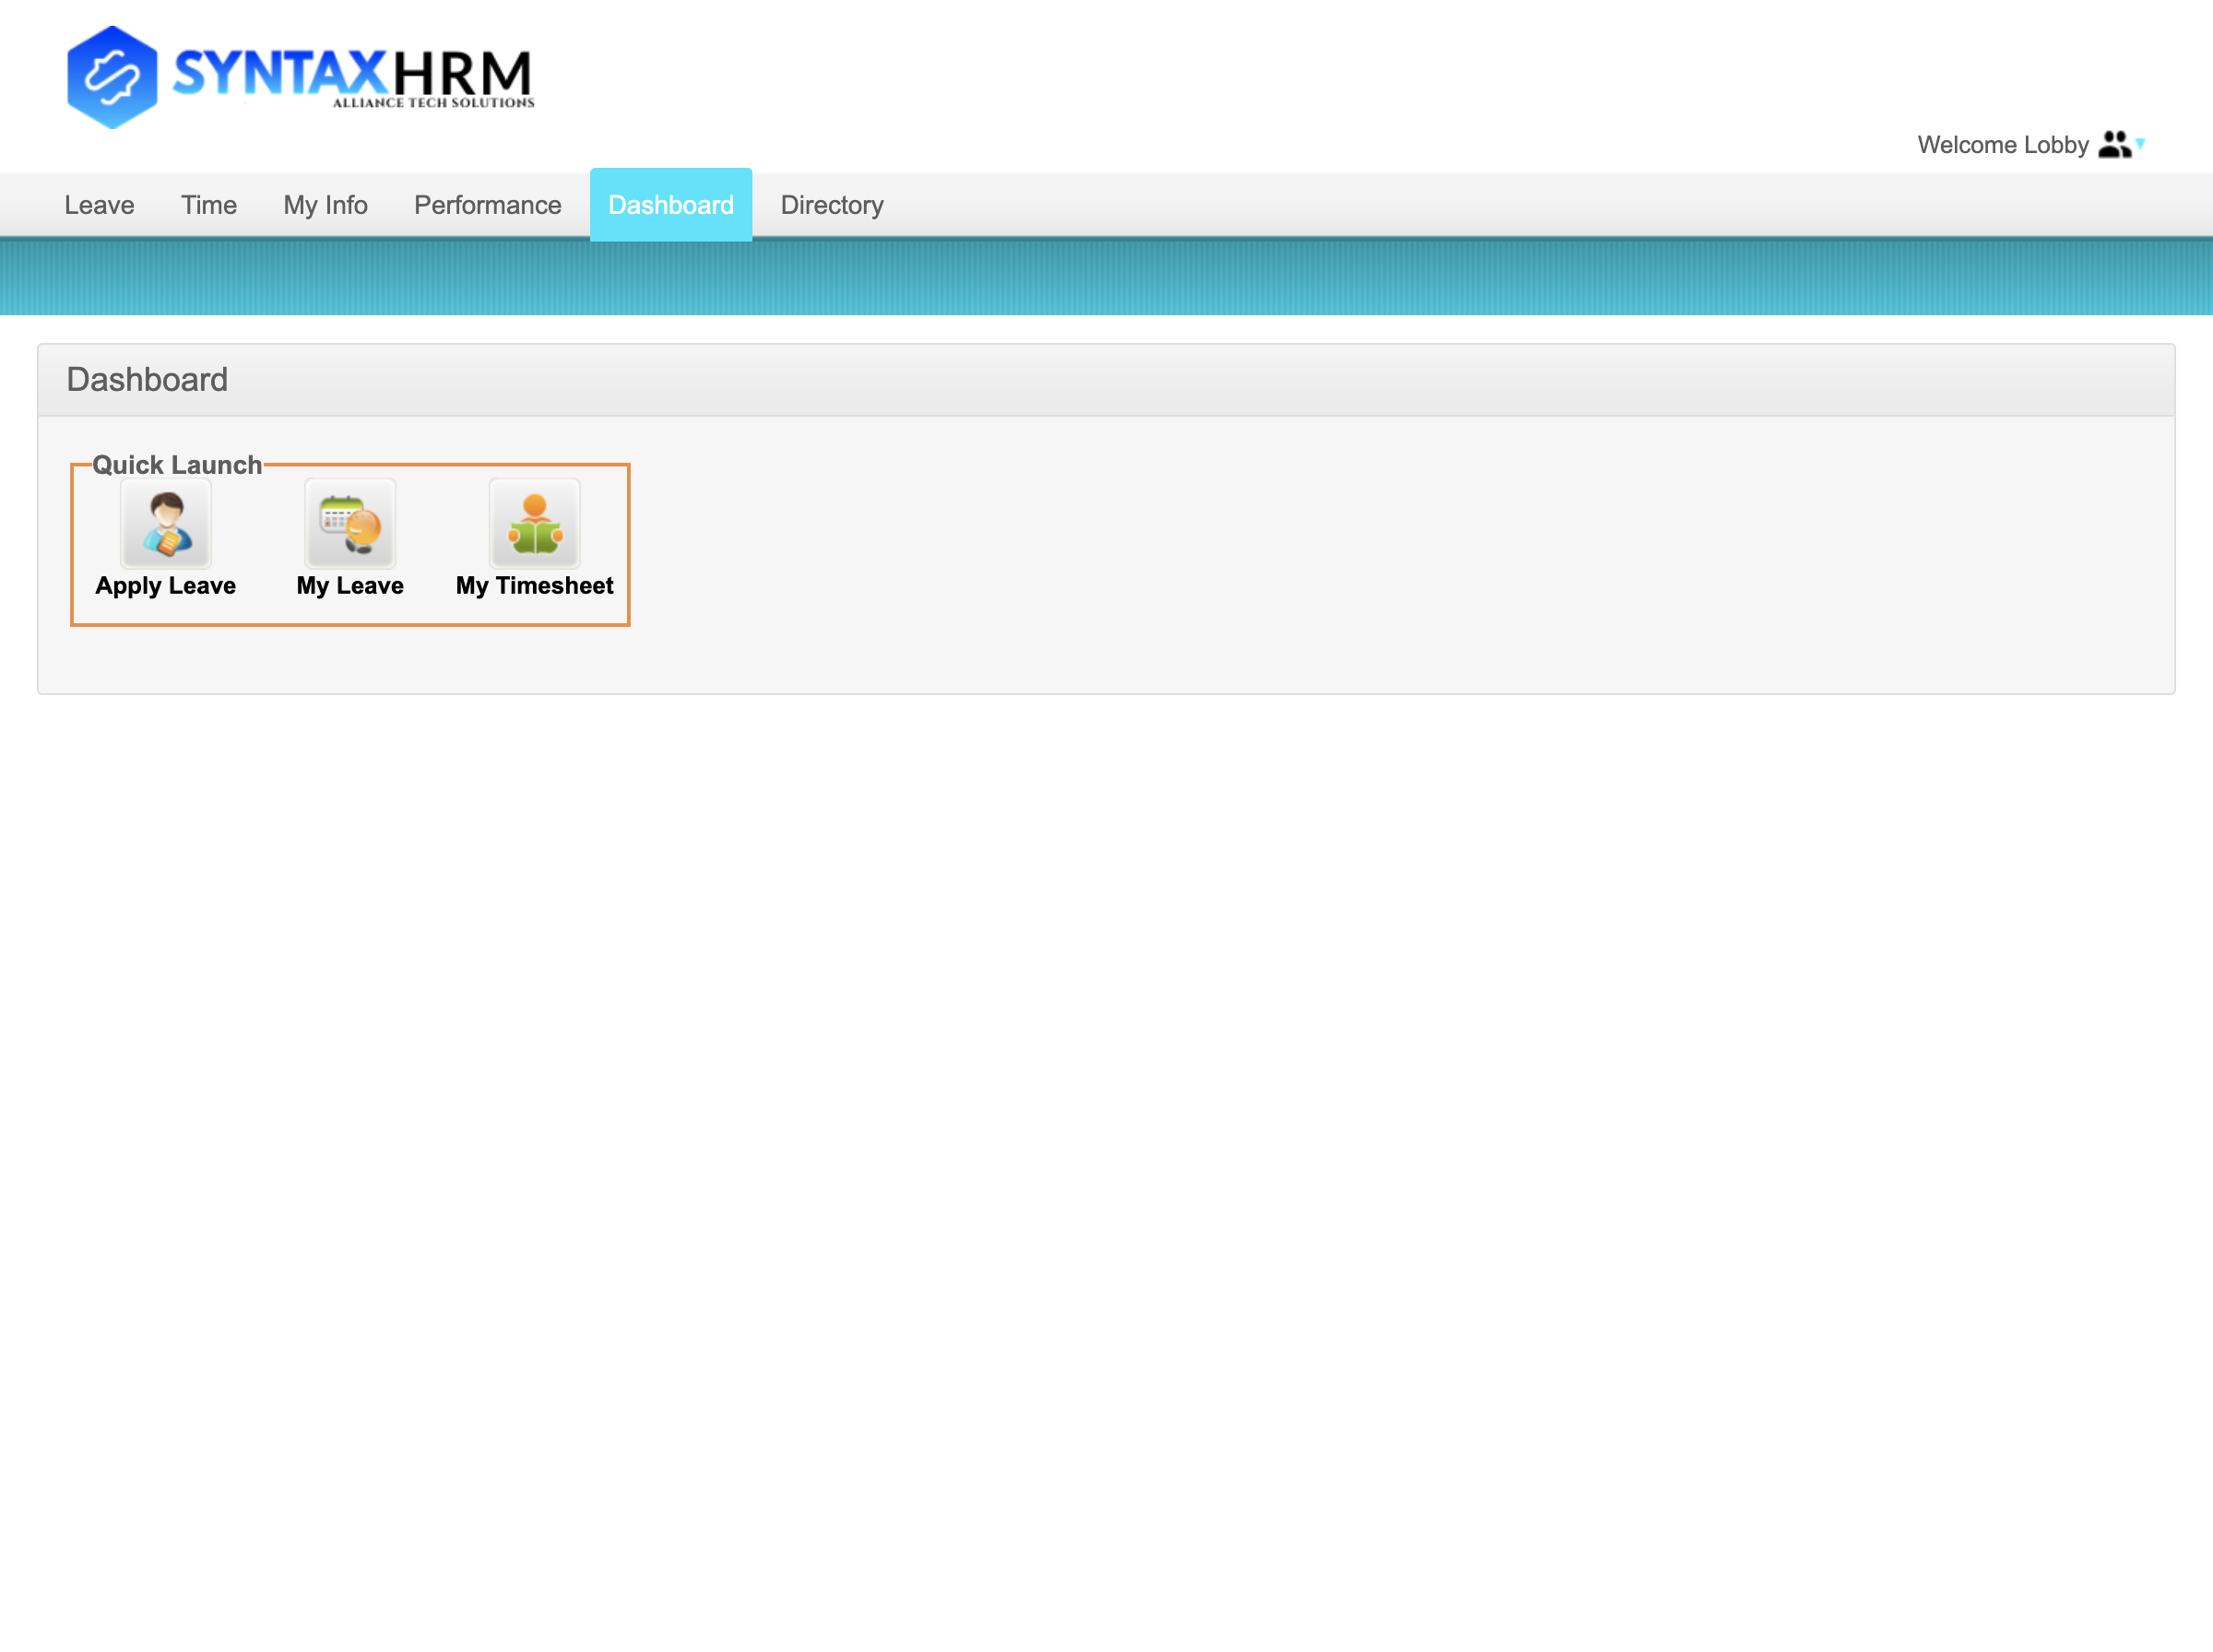 SYNTAXHRM
ALLIANCE TECH SOLUTIONS
Welcome Lobby
Leave Time My Info Performance Dashboard Directory
Dashboard
Quick Launch
Apply Leave My Leave My Timesheet